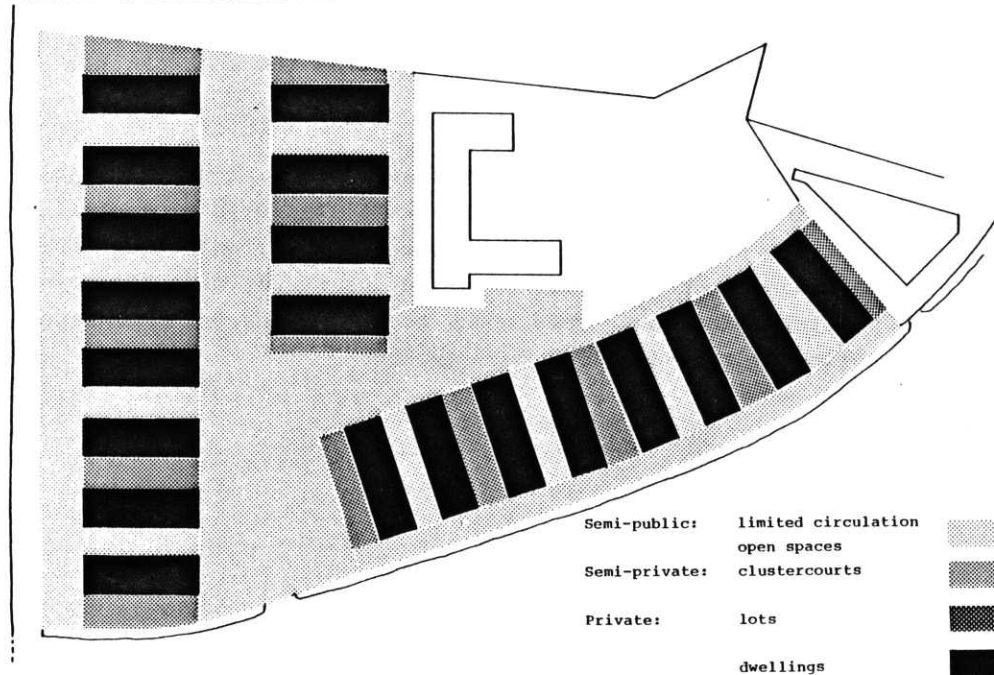 Semi-public: limited circulation
open spaces
Semi-private: clustercourts
Private: lots
dwellings